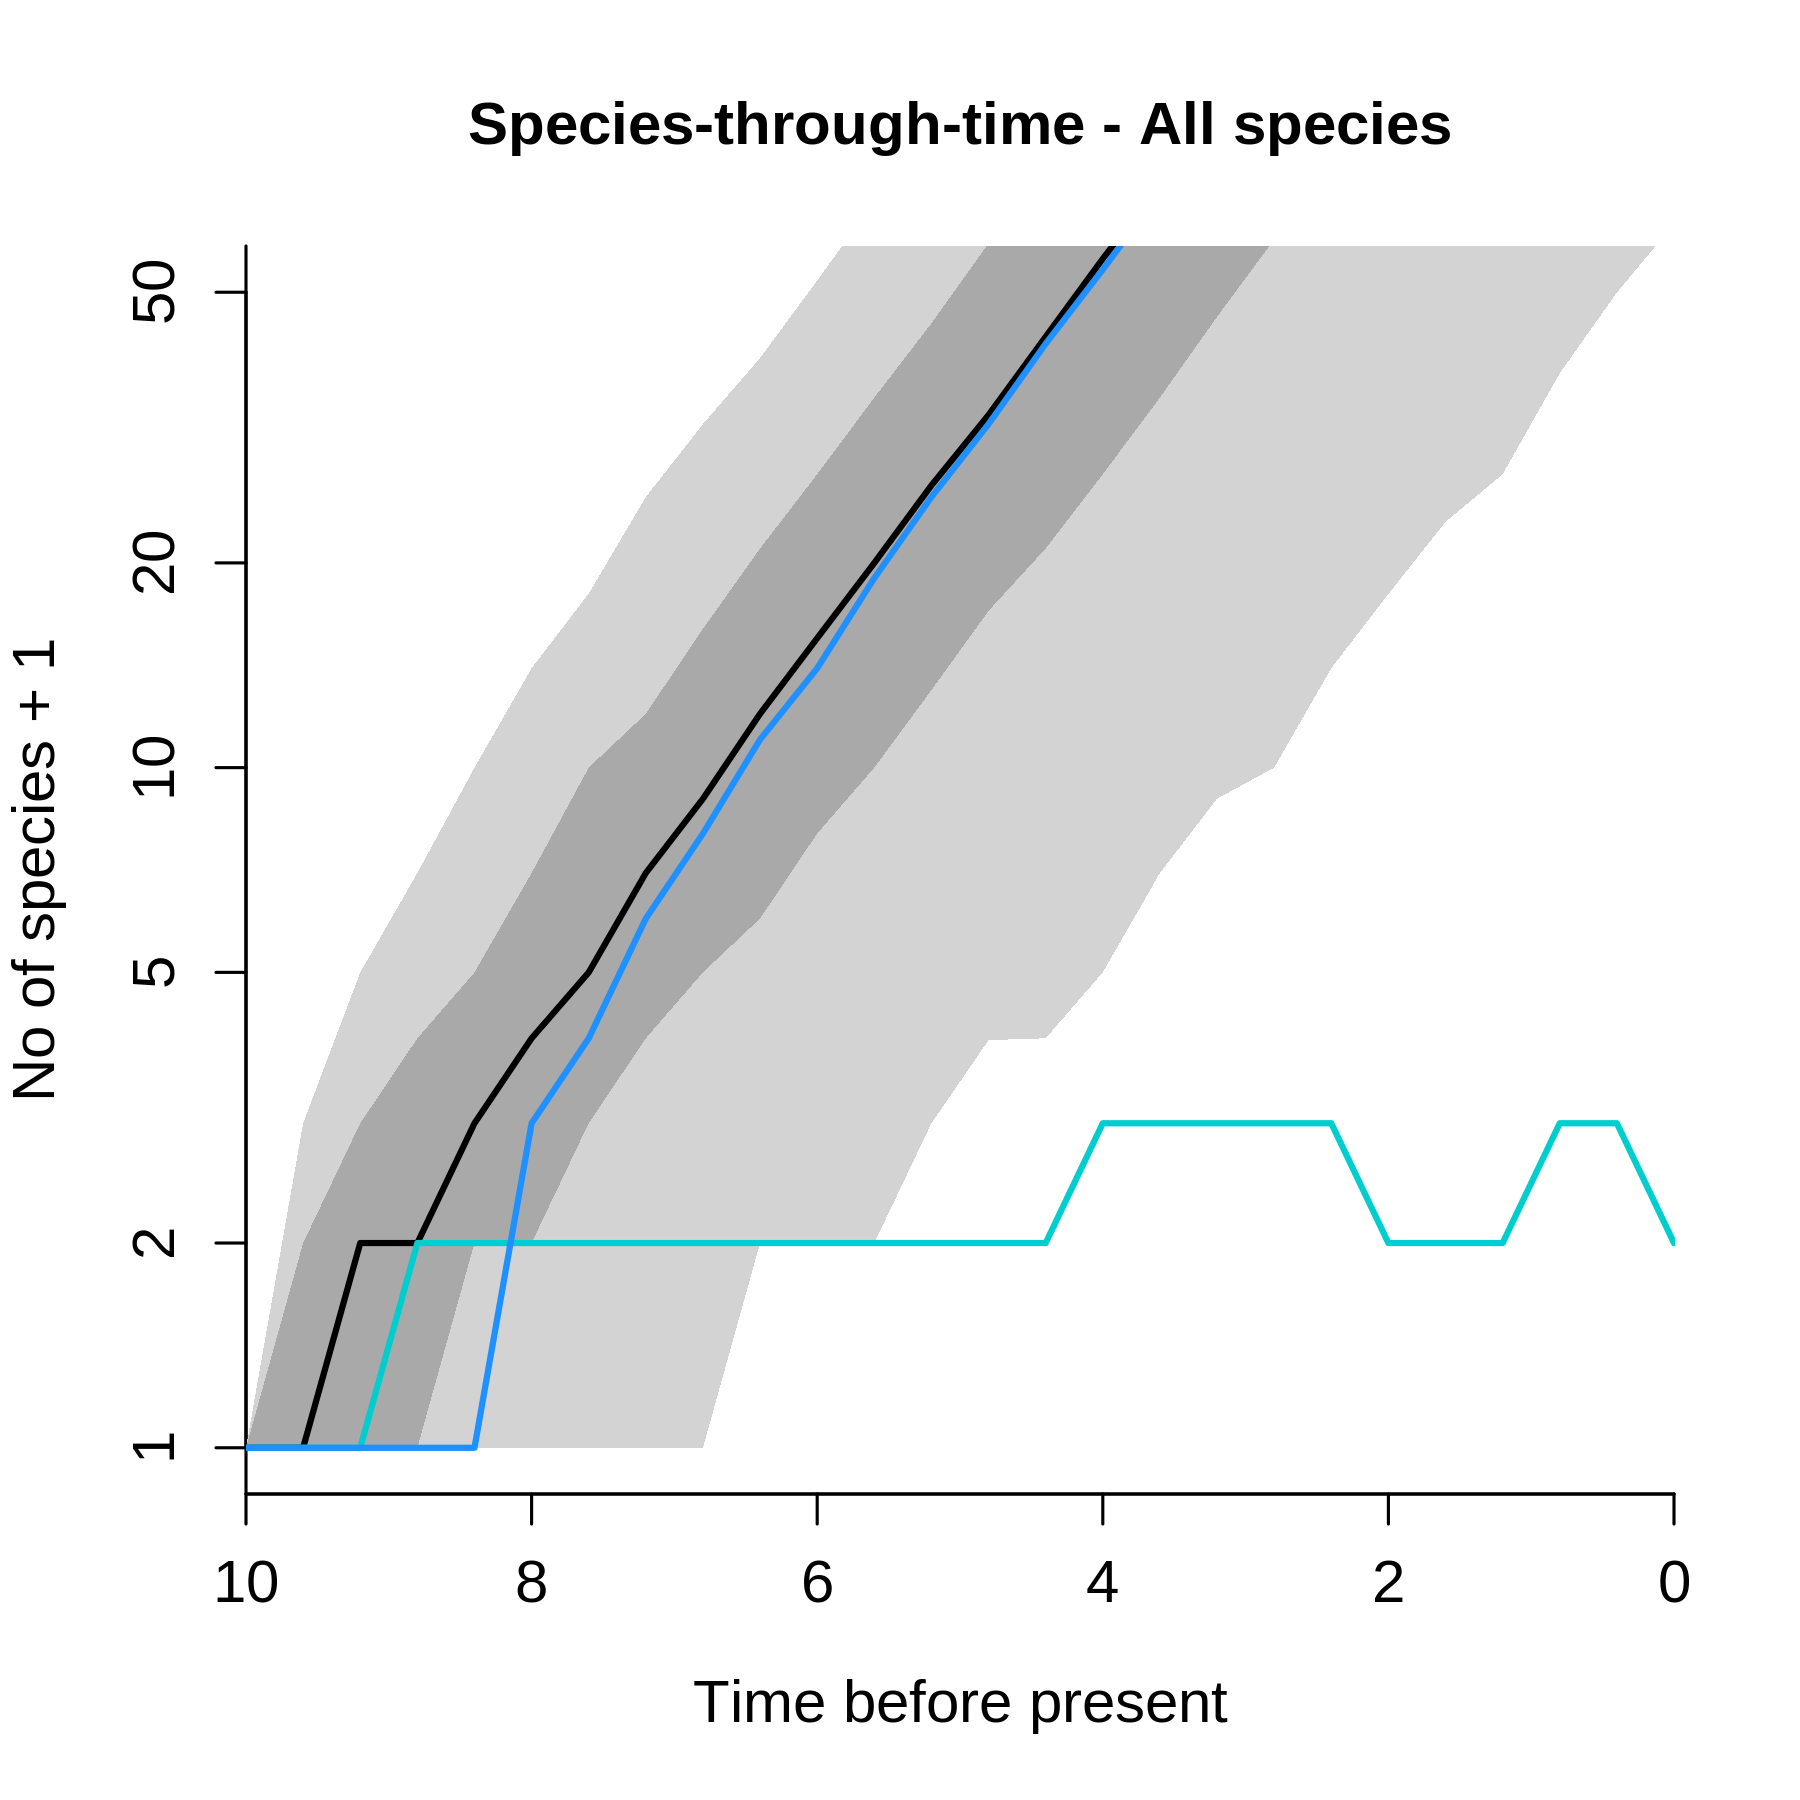 Species-through-time - All species
No of species + 1
50
20
10
5
2
1
10 8 6 4 2 0
Time before present